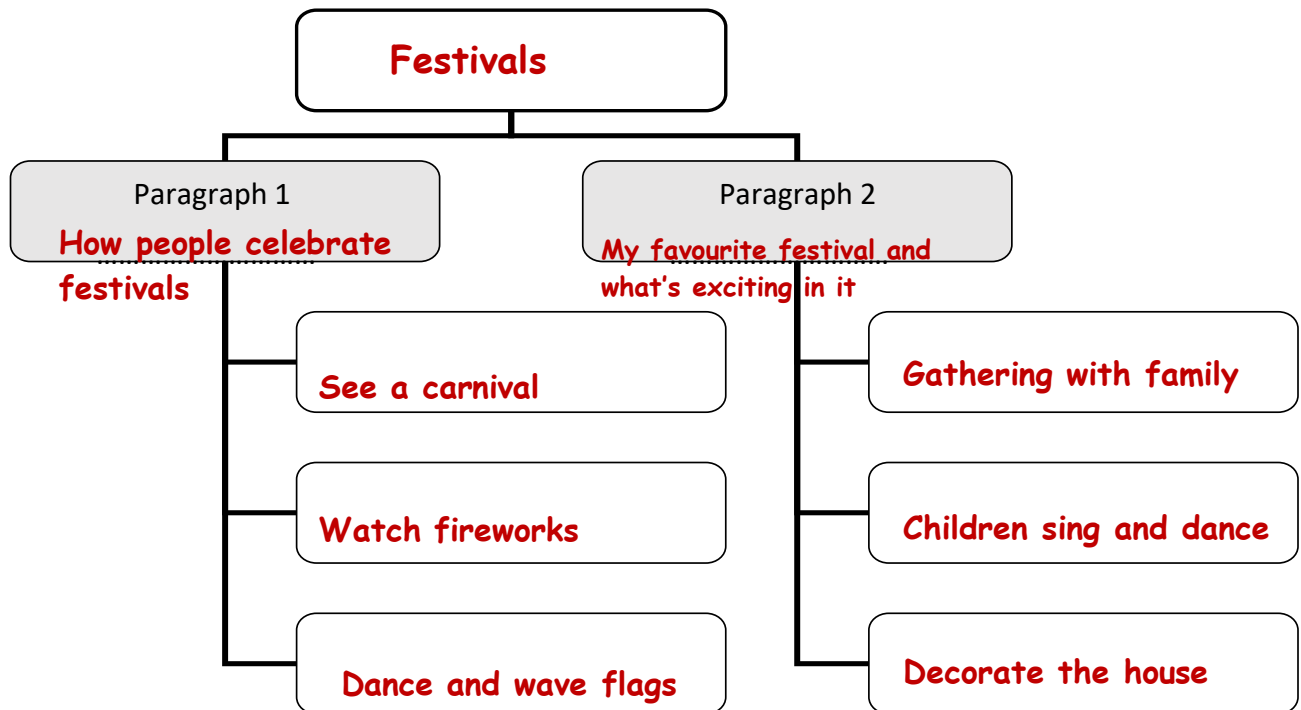 Festivals
Paragraph 1
How people celebrate
festivals
See a carnival
Watch fireworks
Dance and wave flags
Paragraph 2
My favourite festival and
what's exciting in it
Gathering with family
Children sing and dance
Decorate the house